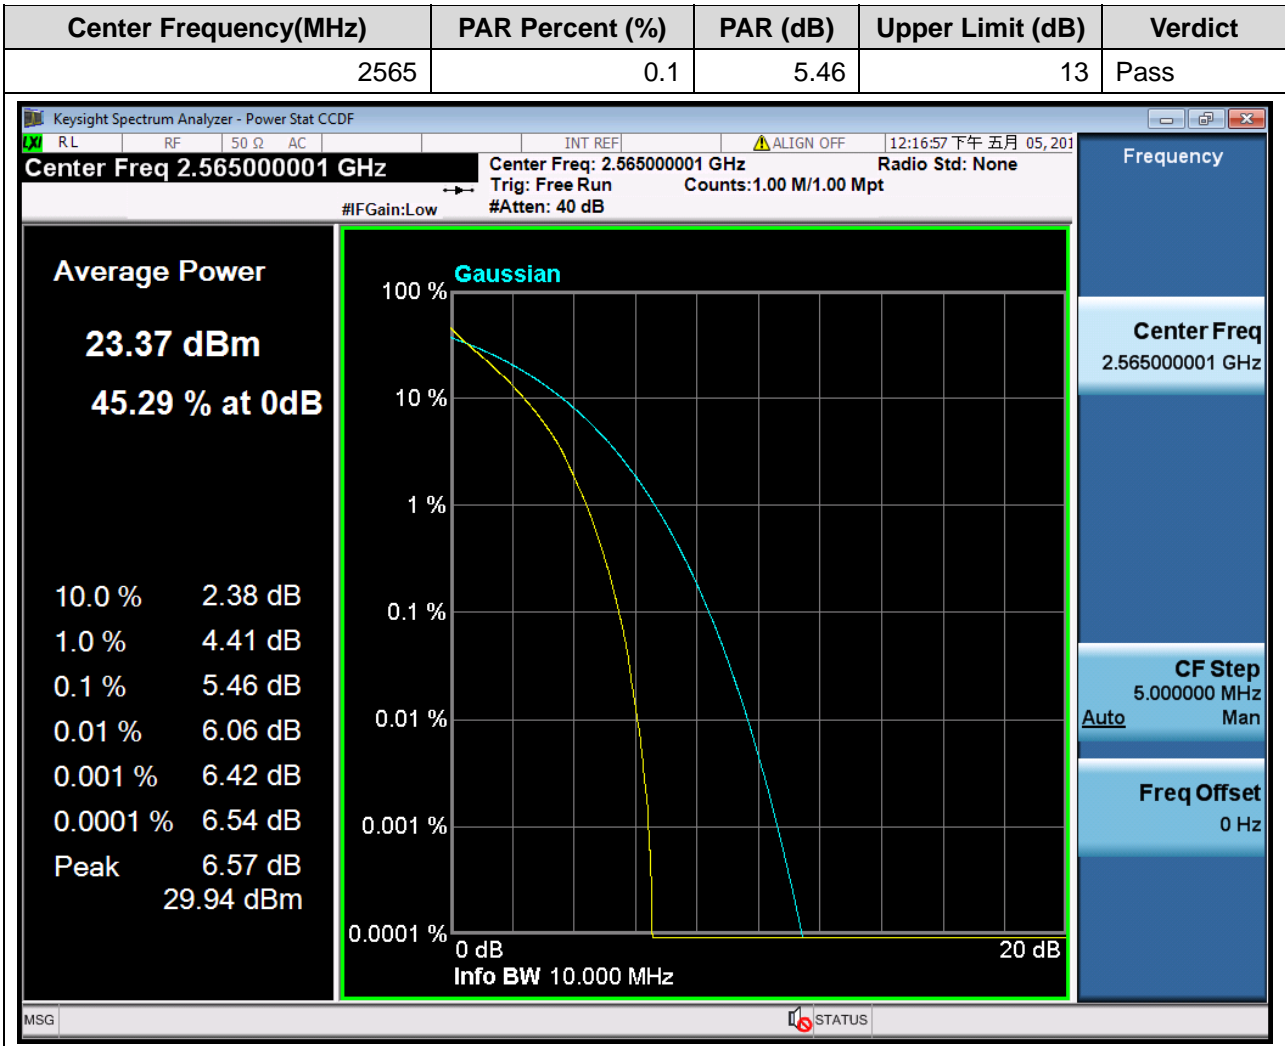 Center Frequency(MHz) PAR Percent (%) PAR (dB) Upper Limit (dB) Verdict
2565 0.1 5.46 13 Pass
Keysight Spectrum Analyzer - Power Stat CCDF
LXI RL RF 50 Ω AC INT REF ALIGN OFF 12:16:57 下午 五月 05, 201
Center Freq 2.565000001 GHz
#IFGain:Low
Center Freq: 2.565000001 GHz Radio Std: None
Trig: Free Run Counts:1.00 M/1.00 Mpt
#Atten: 40 dB
Average Power
23.37 dBm
45.29 % at 0dB
10.0 % 2.38 dB
1.0 % 4.41 dB
0.1 % 5.46 dB
0.01 % 6.06 dB
0.001 % 6.42 dB
0.0001 % 6.54 dB
Peak 6.57 dB
29.94 dBm
Gaussian
100 %
10 %
1 %
0.1 %
0.01 %
0.001 %
0.0001 %
0 dB 20 dB
Info BW 10.000 MHz
Frequency
Center Freq
2.565000001 GHz
CF Step
5.000000 MHz
Auto Man
Freq Offset
0 Hz
MSG STATUS